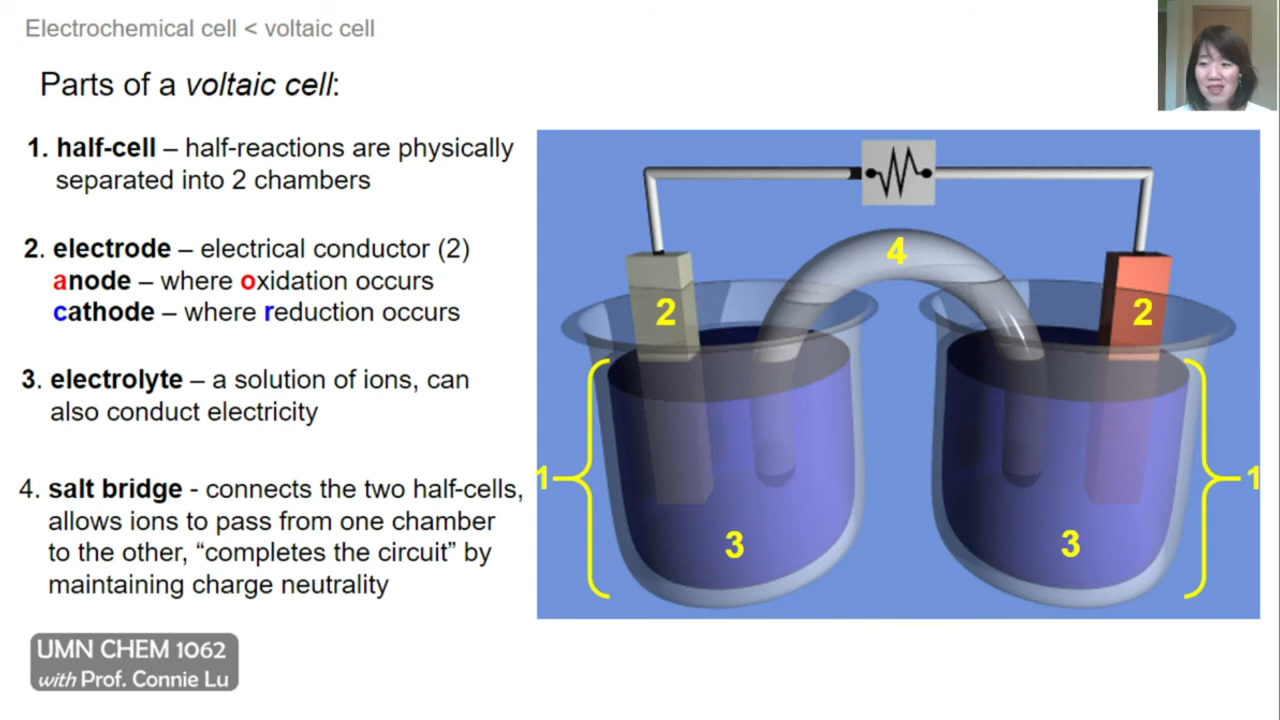 Electrochemical cell < voltaic cell
Parts of a voltaic cell:
1. half-cell – half-reactions are physically
separated into 2 chambers
2. electrode – electrical conductor (2)
anode – where oxidation occurs
cathode – where reduction occurs
3. electrolyte – a solution of ions, can
also conduct electricity
4. salt bridge - connects the two half-cells,
allows ions to pass from one chamber
to the other, “completes the circuit” by
maintaining charge neutrality
UMN CHEM 1062
with Prof. Connie Lu
4
2
2
1
1
3
3